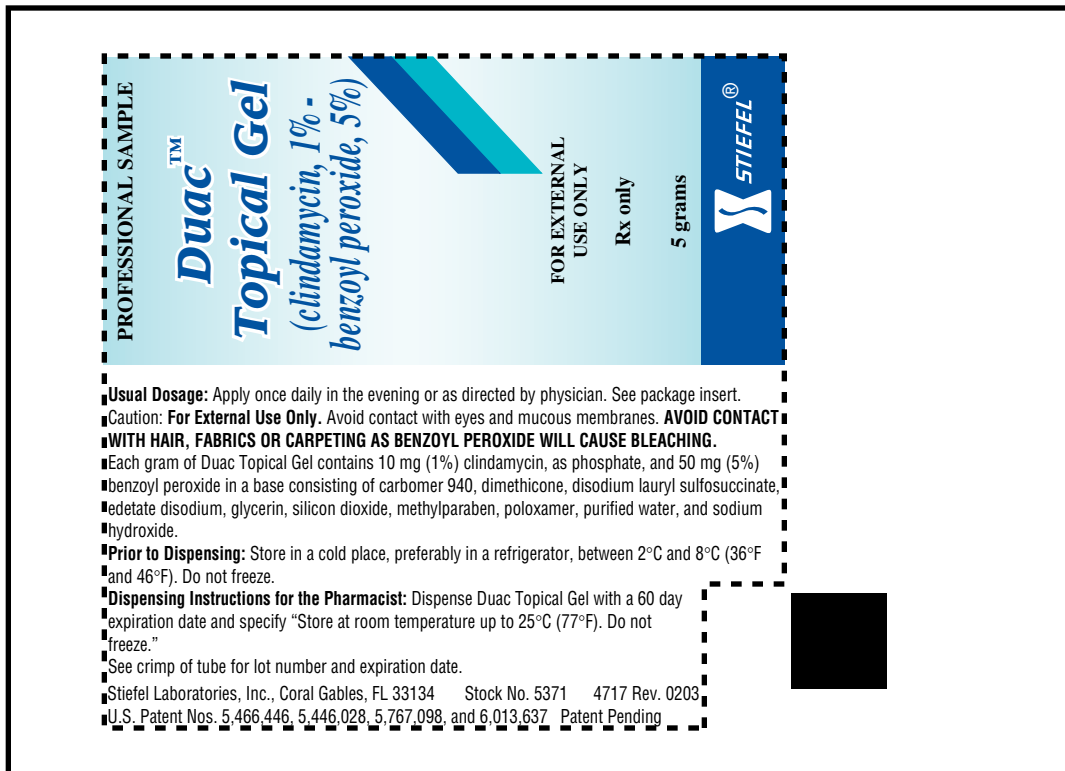 PROFESSIONAL SAMPLE
Duac™
Topical Gel
(clindamycin, 1% -
benzoyl peroxide, 5%)
FOR EXTERNAL
USE ONLY
Rx only
5 grams
STIEFEL®
Usual Dosage: Apply once daily in the evening or as directed by physician. See package insert.
Caution: For External Use Only. Avoid contact with eyes and mucous membranes. AVOID CONTACT
WITH HAIR, FABRICS OR CARPETING AS BENZOYL PEROXIDE WILL CAUSE BLEACHING.
Each gram of Duac Topical Gel contains 10 mg (1%) clindamycin, as phosphate, and 50 mg (5%)
benzoyl peroxide in a base consisting of carbomer 940, dimethicone, disodium lauryl sulfosuccinate,
edetate disodium, glycerin, silicon dioxide, methylparaben, poloxamer, purified water, and sodium
hydroxide.
Prior to Dispensing: Store in a cold place, preferably in a refrigerator, between 2°C and 8°C (36°F
and 46°F). Do not freeze.
Dispensing Instructions for the Pharmacist: Dispense Duac Topical Gel with a 60 day
expiration date and specify “Store at room temperature up to 25°C (77°F). Do not
freeze.”
See crimp of tube for lot number and expiration date.
Stiefel Laboratories, Inc., Coral Gables, FL 33134 Stock No. 5371 4717 Rev. 0203
U.S. Patent Nos. 5,466,446, 5,446,028, 5,767,098, and 6,013,637 Patent Pending